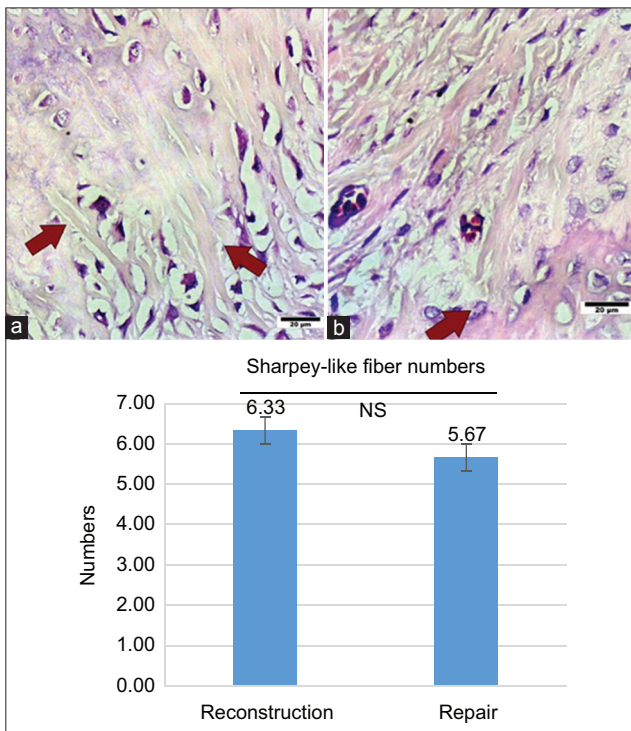 a
20 µm
b
20 µm
Sharpey-like fiber numbers
NS
7.00
6.00
5.00
4.00
3.00
2.00
1.00
0.00
Numbers
6.33
5.67
Reconstruction
Repair